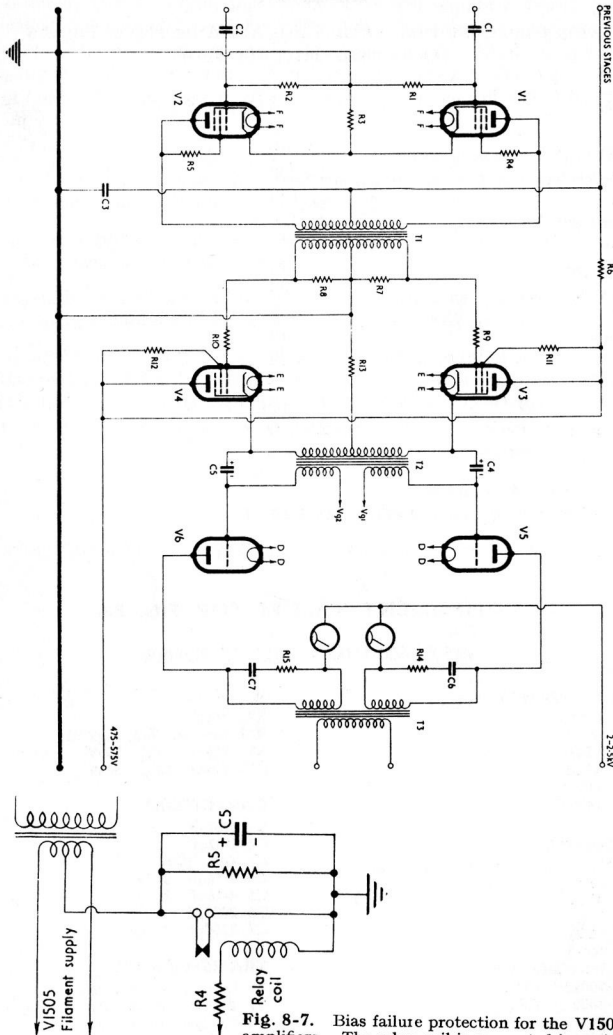 PREVIOUS STAGES
C1
C2
R1
R2
R3
V1
V2
F
F
F
F
R4
R5
C3
T1
R6
R7
R8
R9
R10
R11
R12
R13
V3
V4
E
E
E
E
T2
C4
C5
+
-
+
-
Vg1
Vg2
V5
V6
D
D
D
D
R14
R15
C6
C7
T3
475-575V
2-2·5kV
V1505
Filament supply
C5
+
-
R5
R4
Relay
coil
Fig. 8-7. Bias failure protection for the V150